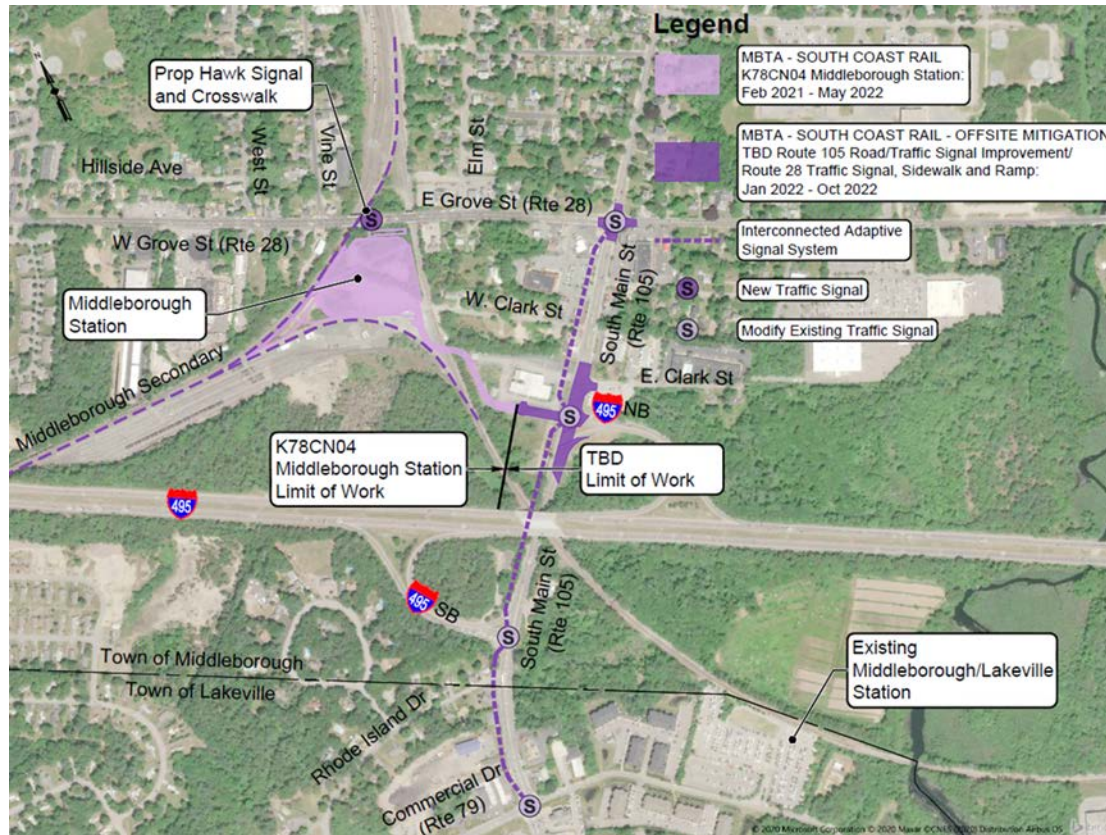 Legend
MBTA - SOUTH COAST RAIL
K78CN04 Middleborough Station:
Feb 2021 - May 2022
MBTA - SOUTH COAST RAIL - OFFSITE MITIGATION
TBD Route 105 Road/Traffic Signal Improvement/
Route 28 Traffic Signal, Sidewalk and Ramp:
Jan 2022 - Oct 2022
Interconnected Adaptive
Signal System
S
New Traffic Signal
S
Modify Existing Traffic Signal
Prop Hawk Signal
and Crosswalk
Hillside Ave
West St
Vine St
Elm St
S
E Grove St (Rte 28)
S
W Grove St (Rte 28)
Middleborough
Station
W. Clark St
South Main St
(Rte 105)
E. Clark St
Middleborough Secondary
495 NB
S
K78CN04
Middleborough Station
Limit of Work
TBD
Limit of Work
495
495 SB
South Main St
(Rte 105)
S
Town of Middleborough
Town of Lakeville
Existing
Middleborough/Lakeville
Station
Rhode Island Dr
Commercial Dr
(Rte 79)
S